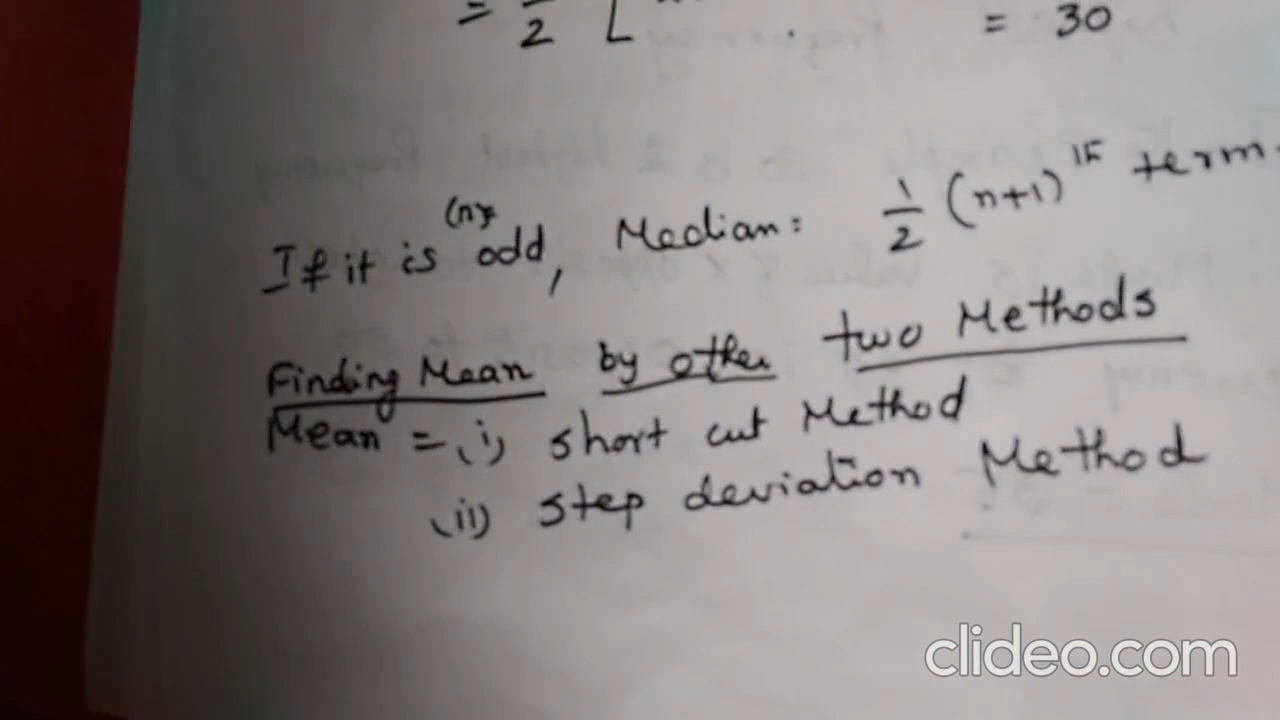 = 2 [ = 30
If it is (n) odd, Median: 1/2 (n+1) th term.
Finding Mean by other two Methods
Mean = (i) short cut Method
(ii) step deviation Method
clideo.com